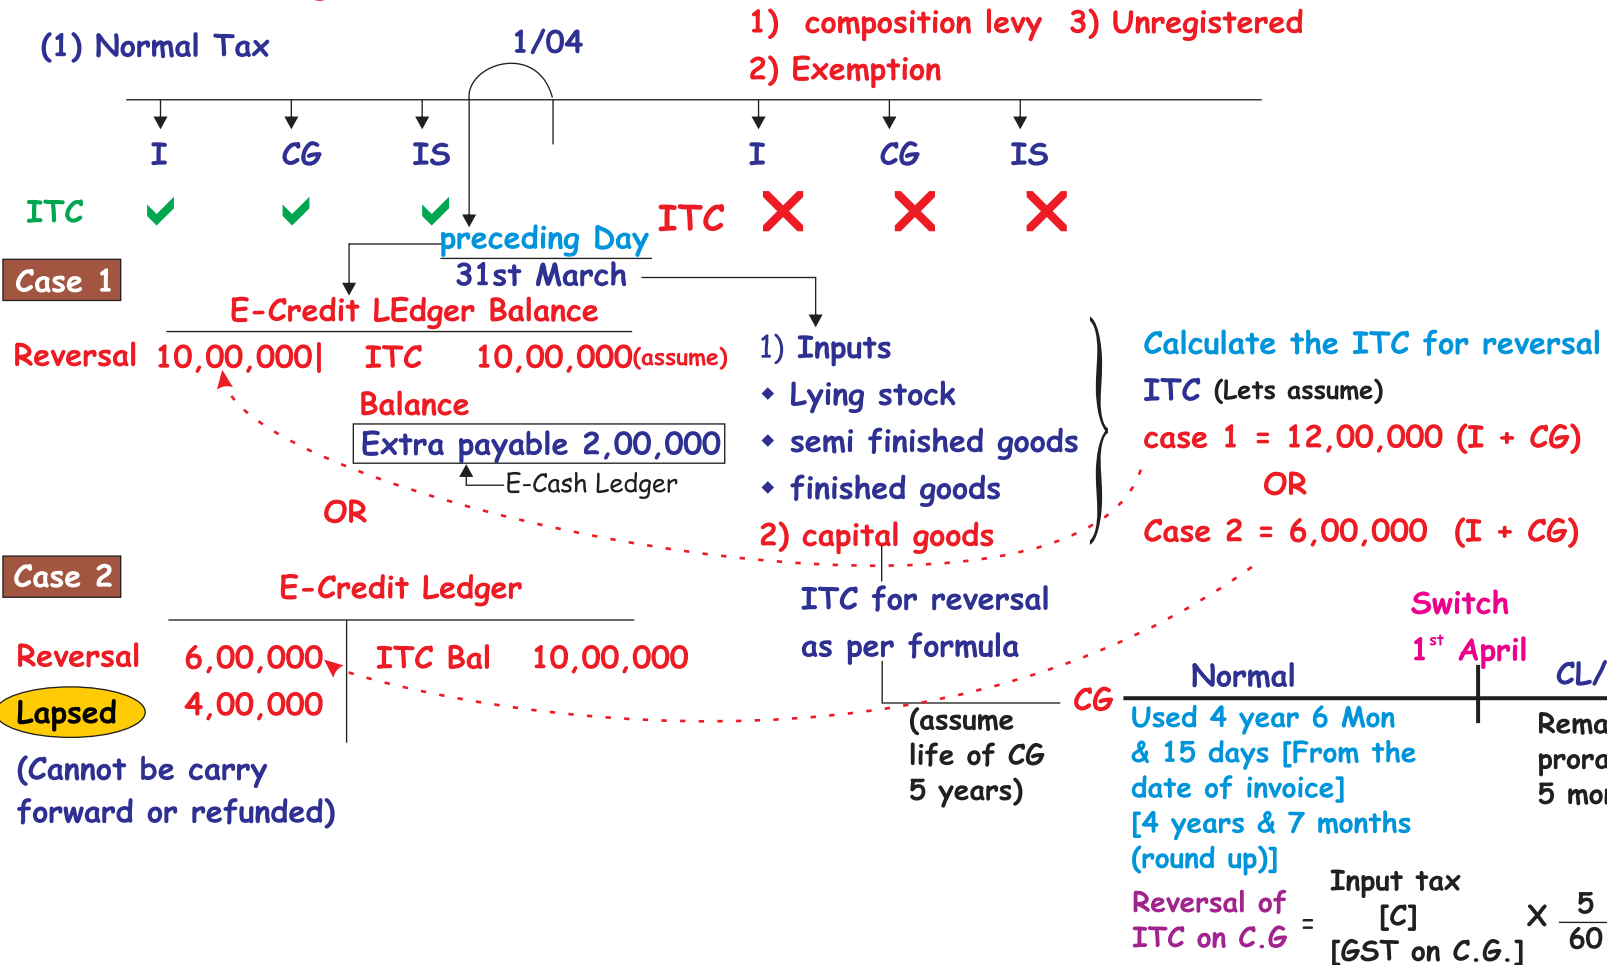 (1) Normal Tax
1/04
1) composition levy 3) Unregistered
2) Exemption
I CG IS
I CG IS
ITC
ITC
preceding Day
31st March
Case 1
E-Credit LEdger Balance
Reversal 10,00,000| ITC 10,00,000(assume)
Balance
Extra payable 2,00,000
E-Cash Ledger
1) Inputs
Lying stock
semi finished goods
finished goods
2) capital goods
Calculate the ITC for reversal
ITC (Lets assume)
case 1 = 12,00,000 (I + CG)
OR
Case 2 = 6,00,000 (I + CG)
OR
Case 2
E-Credit Ledger
Reversal 6,00,000 ITC Bal 10,00,000
Lapsed 4,00,000
(Cannot be carry
forward or refunded)
ITC for reversal
as per formula
(assume
life of CG
5 years)
Switch
1st April
Normal
CL/
CG
Used 4 year 6 Mon
& 15 days [From the
date of invoice]
[4 years & 7 months
(round up)]
5
Reversal of
ITC on C.G
=
Input tax
[C]
[GST on C.G.]
X
5
60